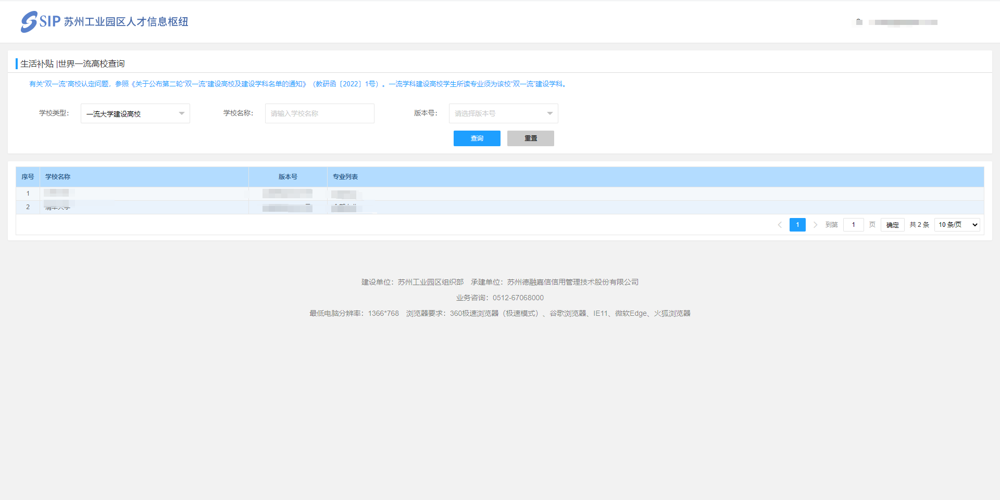 SIP 苏州工业园区人才信息枢纽
生活补贴 |世界一流高校查询
有关“双一流”高校认定问题，参照《关于公布第二轮“双一流”建设高校及建设学科名单的通知》（教研函〔2022〕1号）。一流学科建设高校学生所读专业须为该校“双一流”建设学科。
学校类型： 一流大学建设高校 学校名称： 请输入学校名称 版本号： 请选择版本号
查询 重置
序号 学校名称 版本号 专业列表
1
2
1 到第 1 页 确定 共 2 条 10 条/页
建设单位：苏州工业园区组织部 承建单位：苏州德融嘉信信用管理技术股份有限公司
业务咨询：0512-67068000
最低电脑分辨率：1366*768 浏览器要求：360极速浏览器（极速模式）、谷歌浏览器、IE11、微软Edge、火狐浏览器